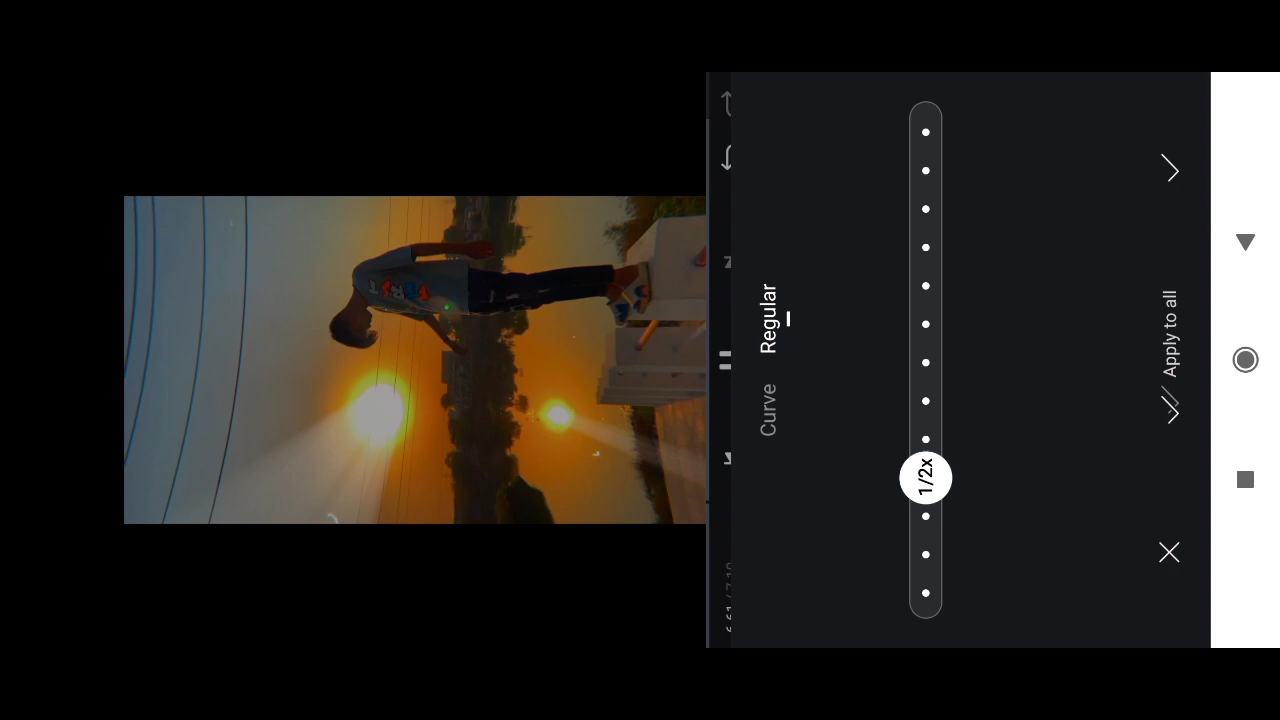 Curve Regular
1/2x
Apply to all